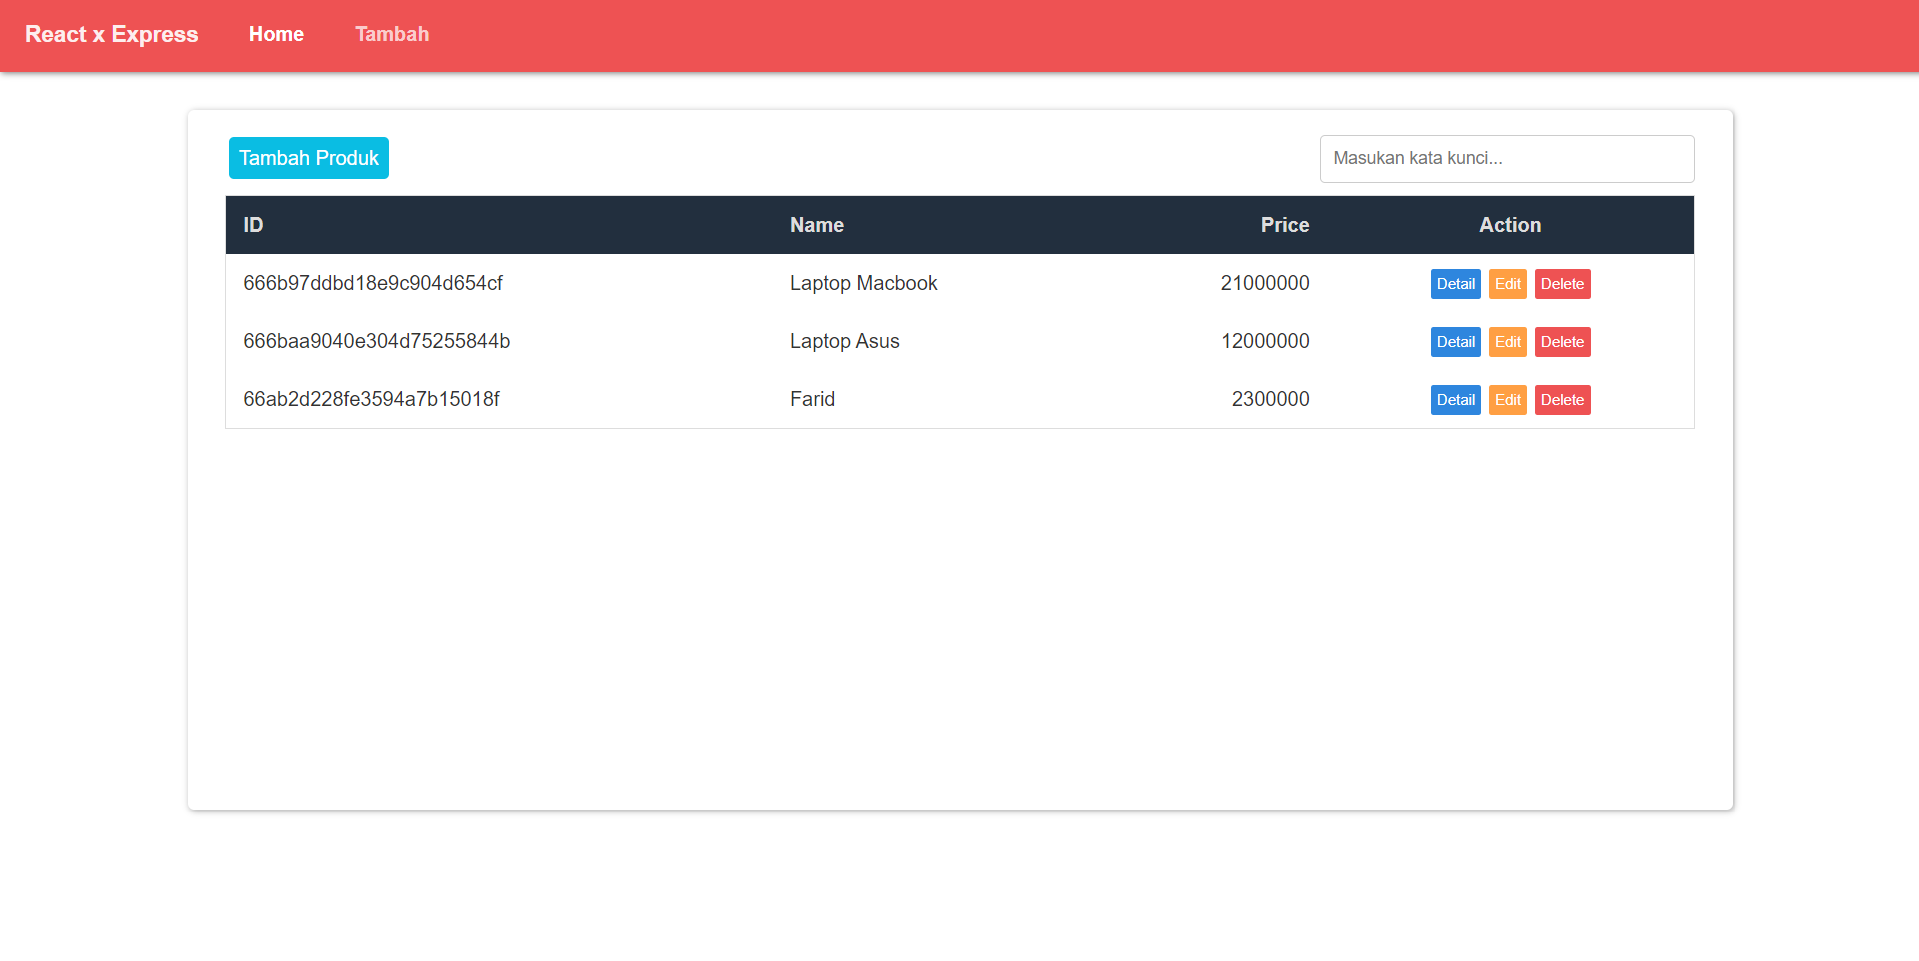 React x Express Home Tambah
Tambah Produk Masukan kata kunci...
ID Name Price Action
666b97ddbd18e9c904d654cf Laptop Macbook 21000000 Detail Edit Delete
666baa9040e304d75255844b Laptop Asus 12000000 Detail Edit Delete
66ab2d228fe3594a7b15018f Farid 2300000 Detail Edit Delete